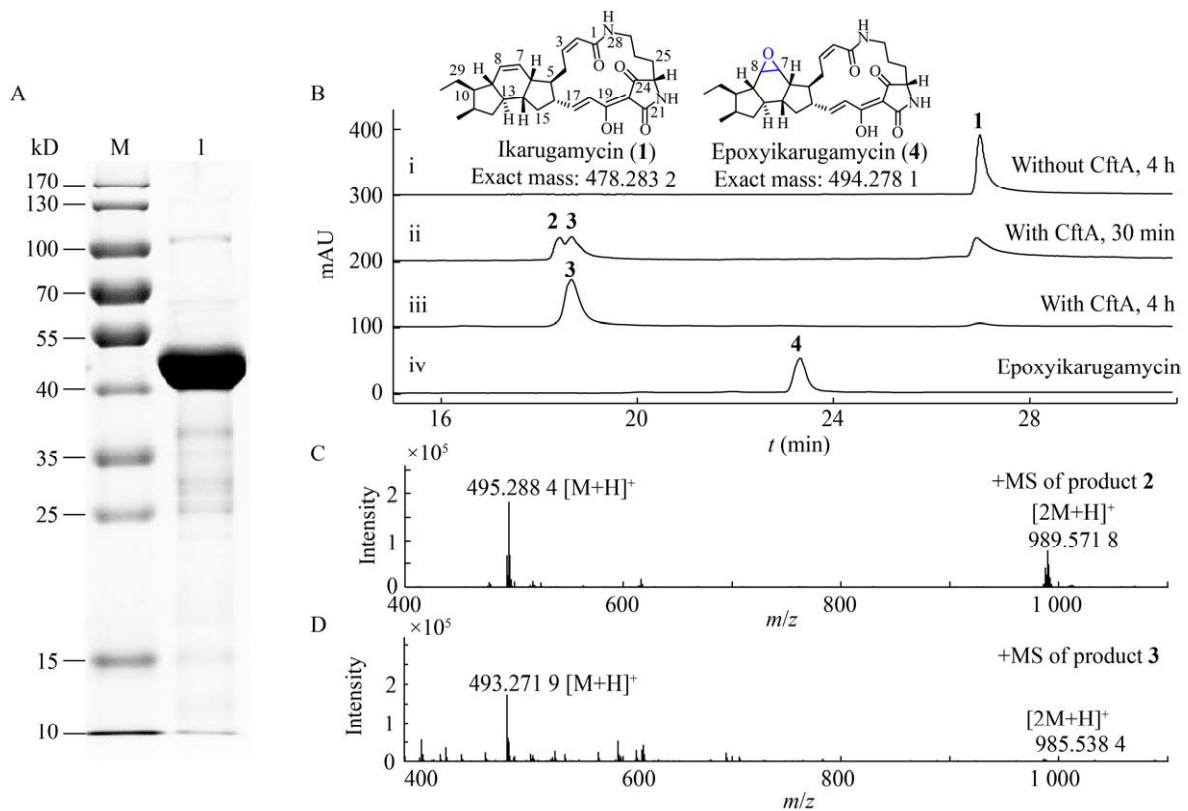 A
kD M 1
170
130
100
70
55
40
35
25
15
10
B
H
N
1
3
28
O
8
7
H
5
25
29
H
O
H
10
13
24
NH
17
19
21
H
H
15
OH
O
Ikarugamycin (1)
Exact mass: 478.283 2
O
8
7
H
H
H
N
O
O
H
NH
H
H
OH
O
Epoxyikarugamycin (4)
Exact mass: 494.278 1
mAU
400
300
200
100
0
i
1
Without CftA, 4 h
ii
2 3
With CftA, 30 min
iii
3
With CftA, 4 h
iv
4
Epoxyikarugamycin
16 20 24 28
t (min)
C
×10⁵
Intensity
2
1
0
495.288 4 [M+H]⁺
+MS of product 2
[2M+H]⁺
989.571 8
400 600 800 1 000
m/z
D
×10⁵
Intensity
2
1
0
493.271 9 [M+H]⁺
+MS of product 3
[2M+H]⁺
985.538 4
400 600 800 1 000
m/z